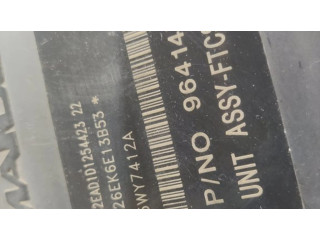 2EAD1D1254423 22
26EK6E13B53 *
5WY7412A
P/NO 96414
UNIT ASSY-FTC